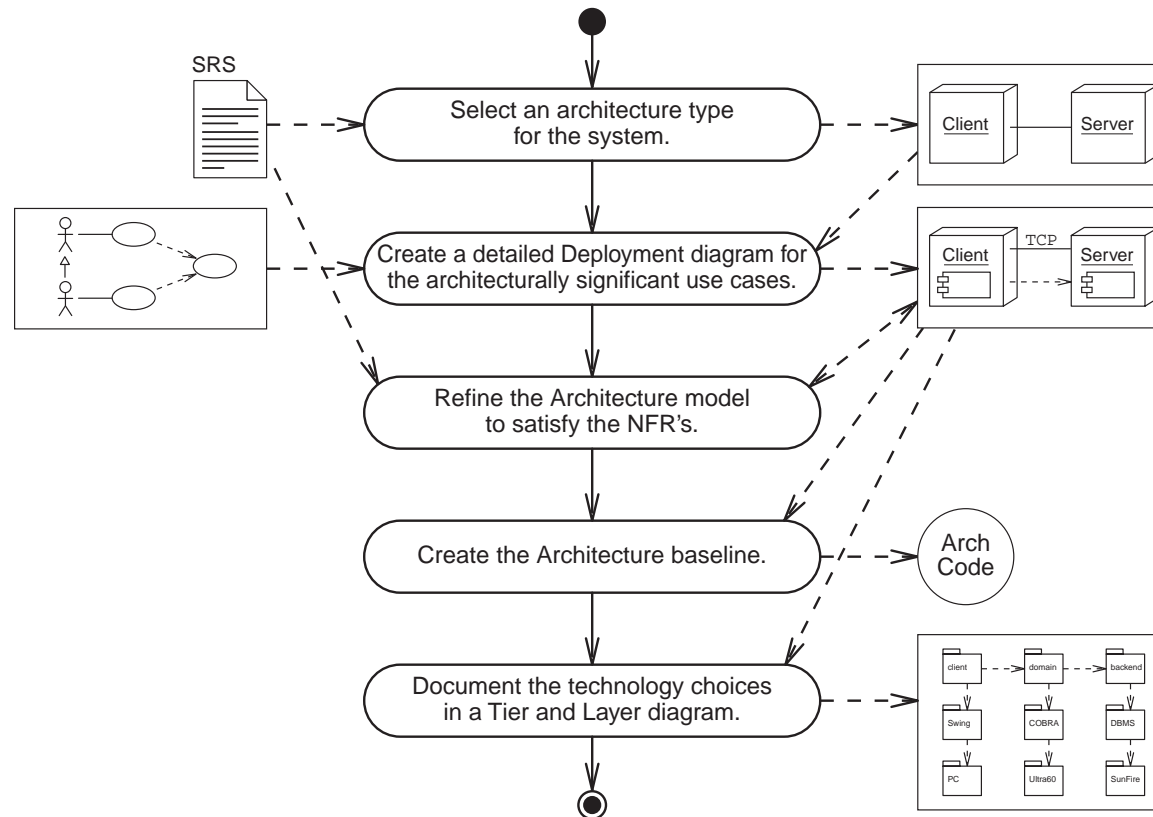 SRS
Select an architecture type
for the system.
Client
Server
Create a detailed Deployment diagram for
the architecturally significant use cases.
TCP
Client
Server
Refine the Architecture model
to satisfy the NFR's.
Create the Architecture baseline.
Arch
Code
Document the technology choices
in a Tier and Layer diagram.
client
domain
backend
Swing
COBRA
DBMS
PC
Ultra60
SunFire